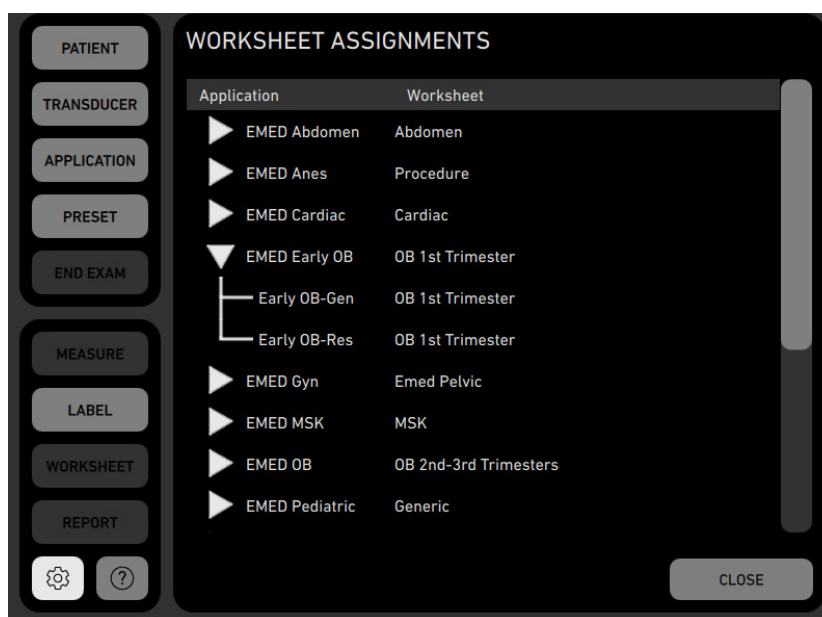 PATIENT
TRANSDUCER
APPLICATION
PRESET
END EXAM
MEASURE
LABEL
WORKSHEET
REPORT
?
WORKSHEET ASSIGNMENTS
Application Worksheet
EMED Abdomen Abdomen
EMED Anes Procedure
EMED Cardiac Cardiac
EMED Early OB OB 1st Trimester
Early OB-Gen OB 1st Trimester
Early OB-Res OB 1st Trimester
EMED Gyn Emed Pelvic
EMED MSK MSK
EMED OB OB 2nd-3rd Trimesters
EMED Pediatric Generic
CLOSE